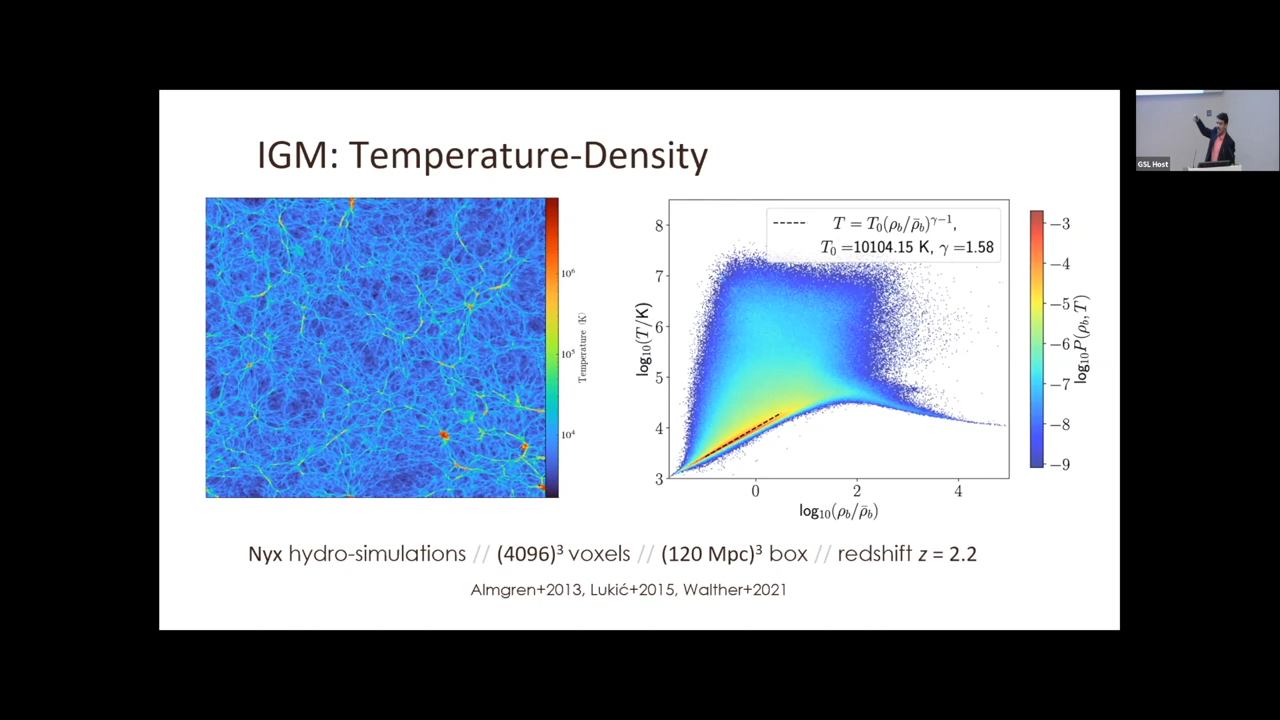 IGM: Temperature-Density
10⁶
10⁵
10⁴
Temperature (K)
8
7
6
5
4
3
log₁₀(T/K)
0 2 4
log₁₀(ρ_b/ρ̄_b)
T = T₀(ρ_b/ρ̄_b)^{γ−1},
T₀ =10104.15 K, γ =1.58
−3
−4
−5
−6
−7
−8
−9
log₁₀P(ρ_b, T)
Nyx hydro-simulations // (4096)³ voxels // (120 Mpc)³ box // redshift z = 2.2
Almgren+2013, Lukić+2015, Walther+2021
GSL Host